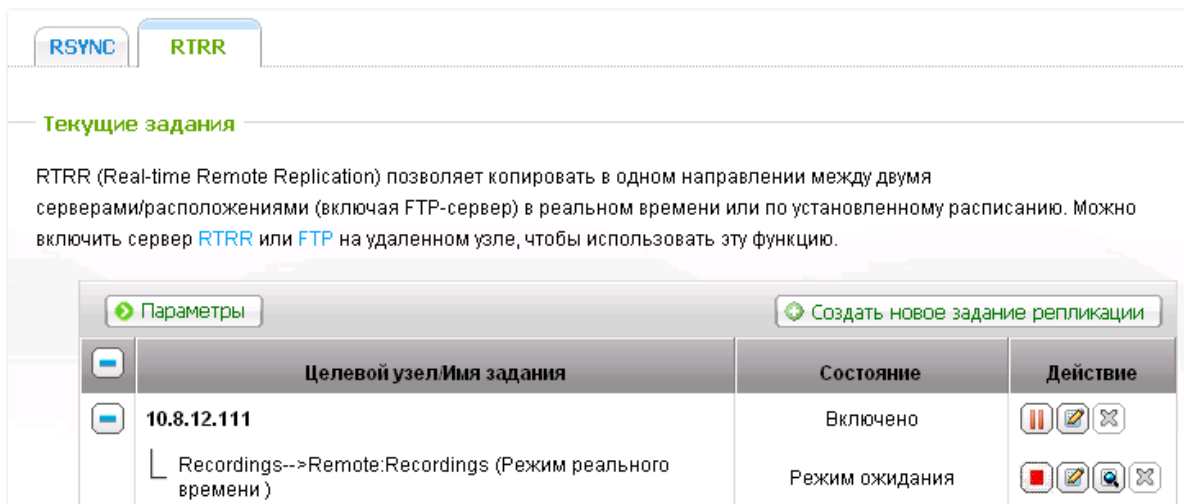 RSYNC RTRR
Текущие задания
RTRR (Real-time Remote Replication) позволяет копировать в одном направлении между двумя
серверами/расположениями (включая FTP-сервер) в реальном времени или по установленному расписанию. Можно
включить сервер RTRR или FTP на удаленном узле, чтобы использовать эту функцию.
Параметры Создать новое задание репликации
Целевой узел/Имя задания Состояние Действие
10.8.12.111 Включено
Recordings-->Remote:Recordings (Режим реального
времени) Режим ожидания